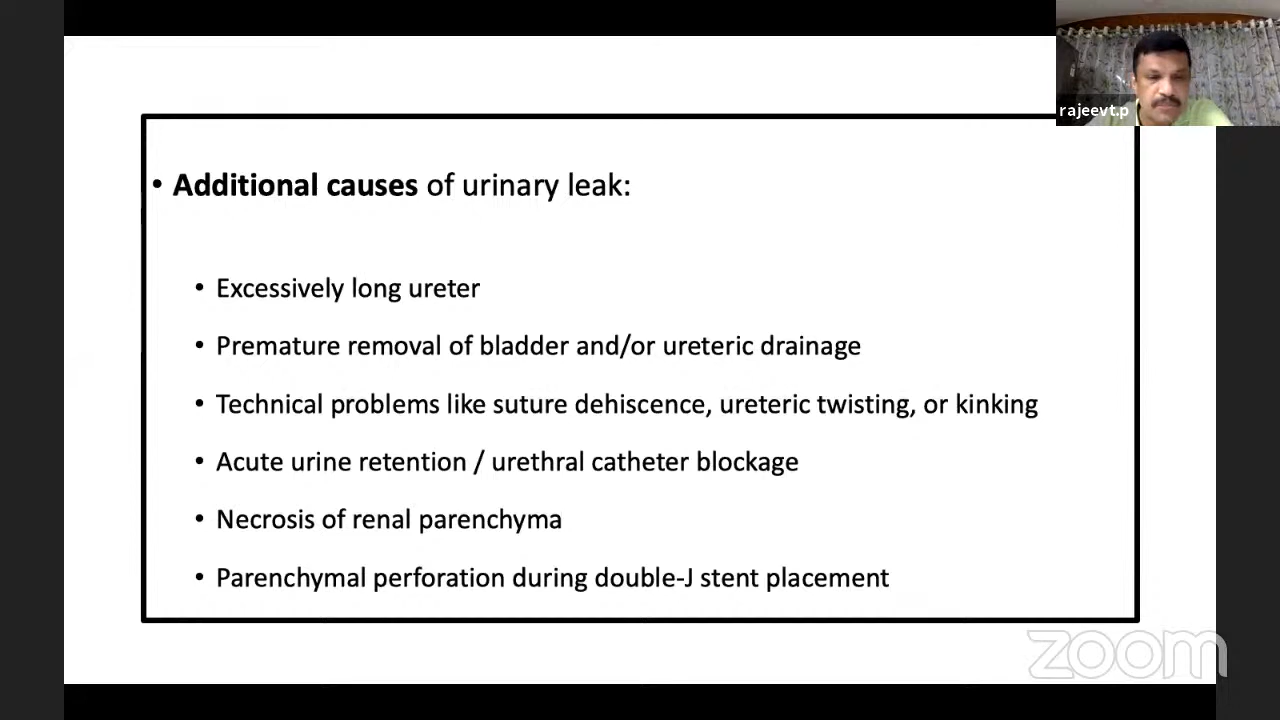 rajeevt.p
• Additional causes of urinary leak:
• Excessively long ureter
• Premature removal of bladder and/or ureteric drainage
• Technical problems like suture dehiscence, ureteric twisting, or kinking
• Acute urine retention / urethral catheter blockage
• Necrosis of renal parenchyma
• Parenchymal perforation during double-J stent placement
zoom